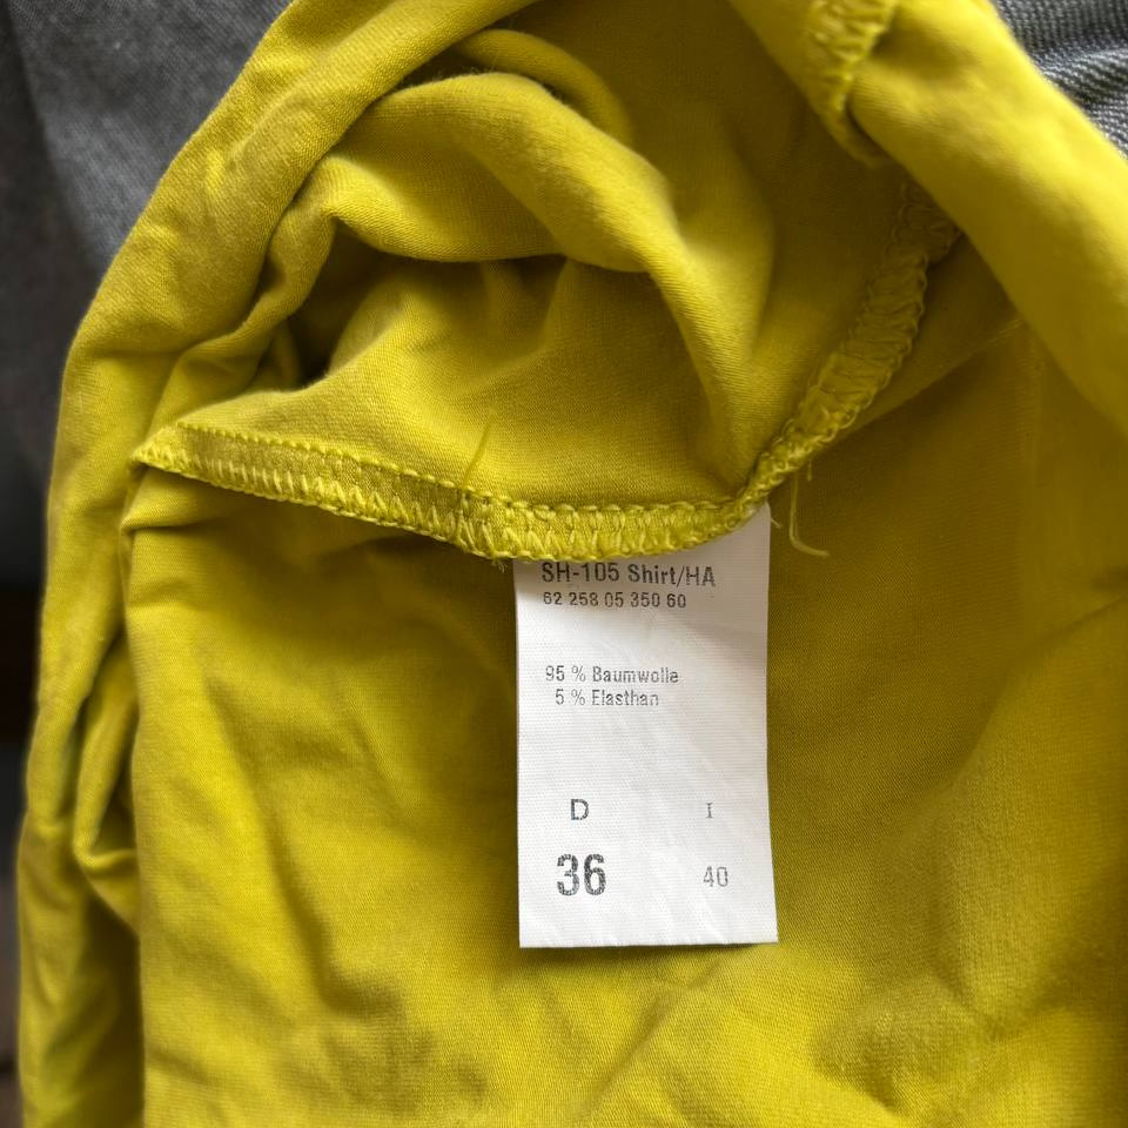 SH-105 Shirt/HA
62 258 05 350 60
95 % Baumwolle
5 % Elasthan
D I
36 40